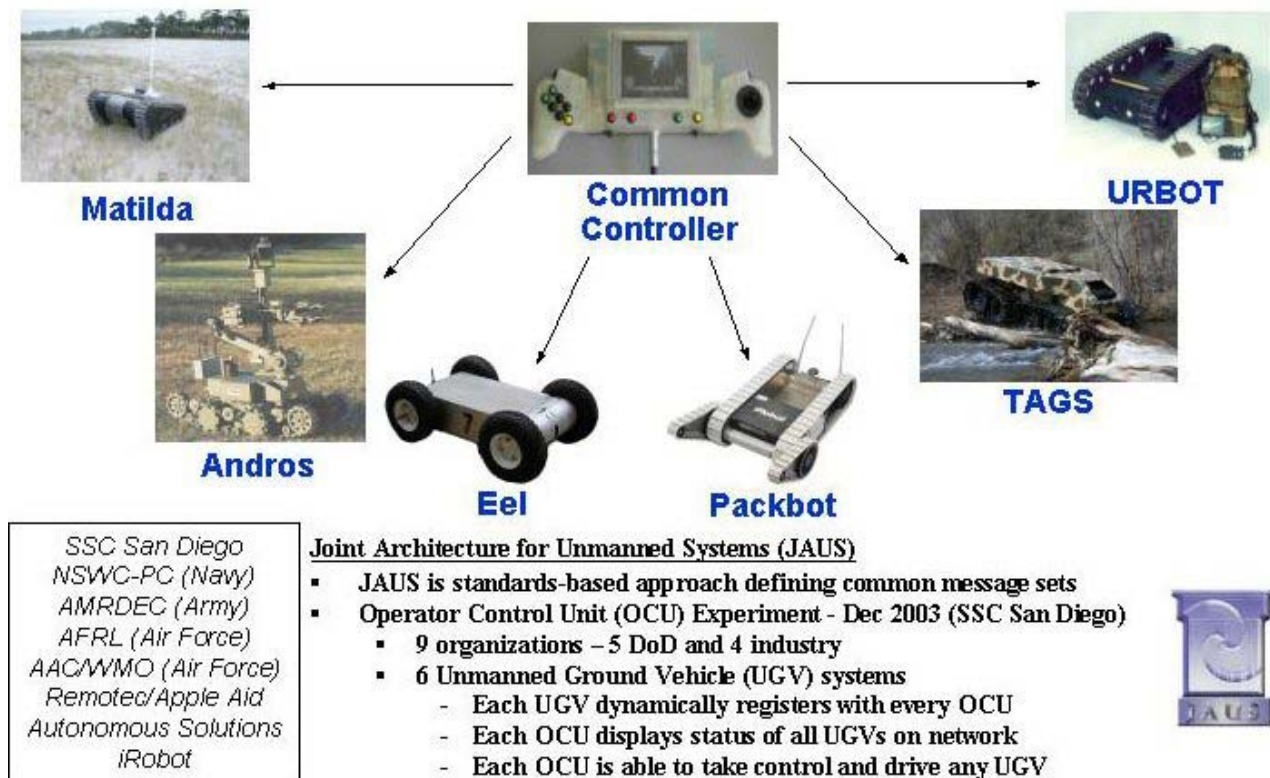 Matilda
Common
Controller
URBOT
Andros
Eel
Packbot
TAGS
SSC San Diego
NSWC-PC (Navy)
AMRDEC (Army)
AFRL (Air Force)
AAC/WMO (Air Force)
Remotec/Apple Aid
Autonomous Solutions
iRobot
Joint Architecture for Unmanned Systems (JAUS)
▪ JAUS is standards-based approach defining common message sets
▪ Operator Control Unit (OCU) Experiment - Dec 2003 (SSC San Diego)
▪ 9 organizations – 5 DoD and 4 industry
▪ 6 Unmanned Ground Vehicle (UGV) systems
- Each UGV dynamically registers with every OCU
- Each OCU displays status of all UGVs on network
- Each OCU is able to take control and drive any UGV
JAUS